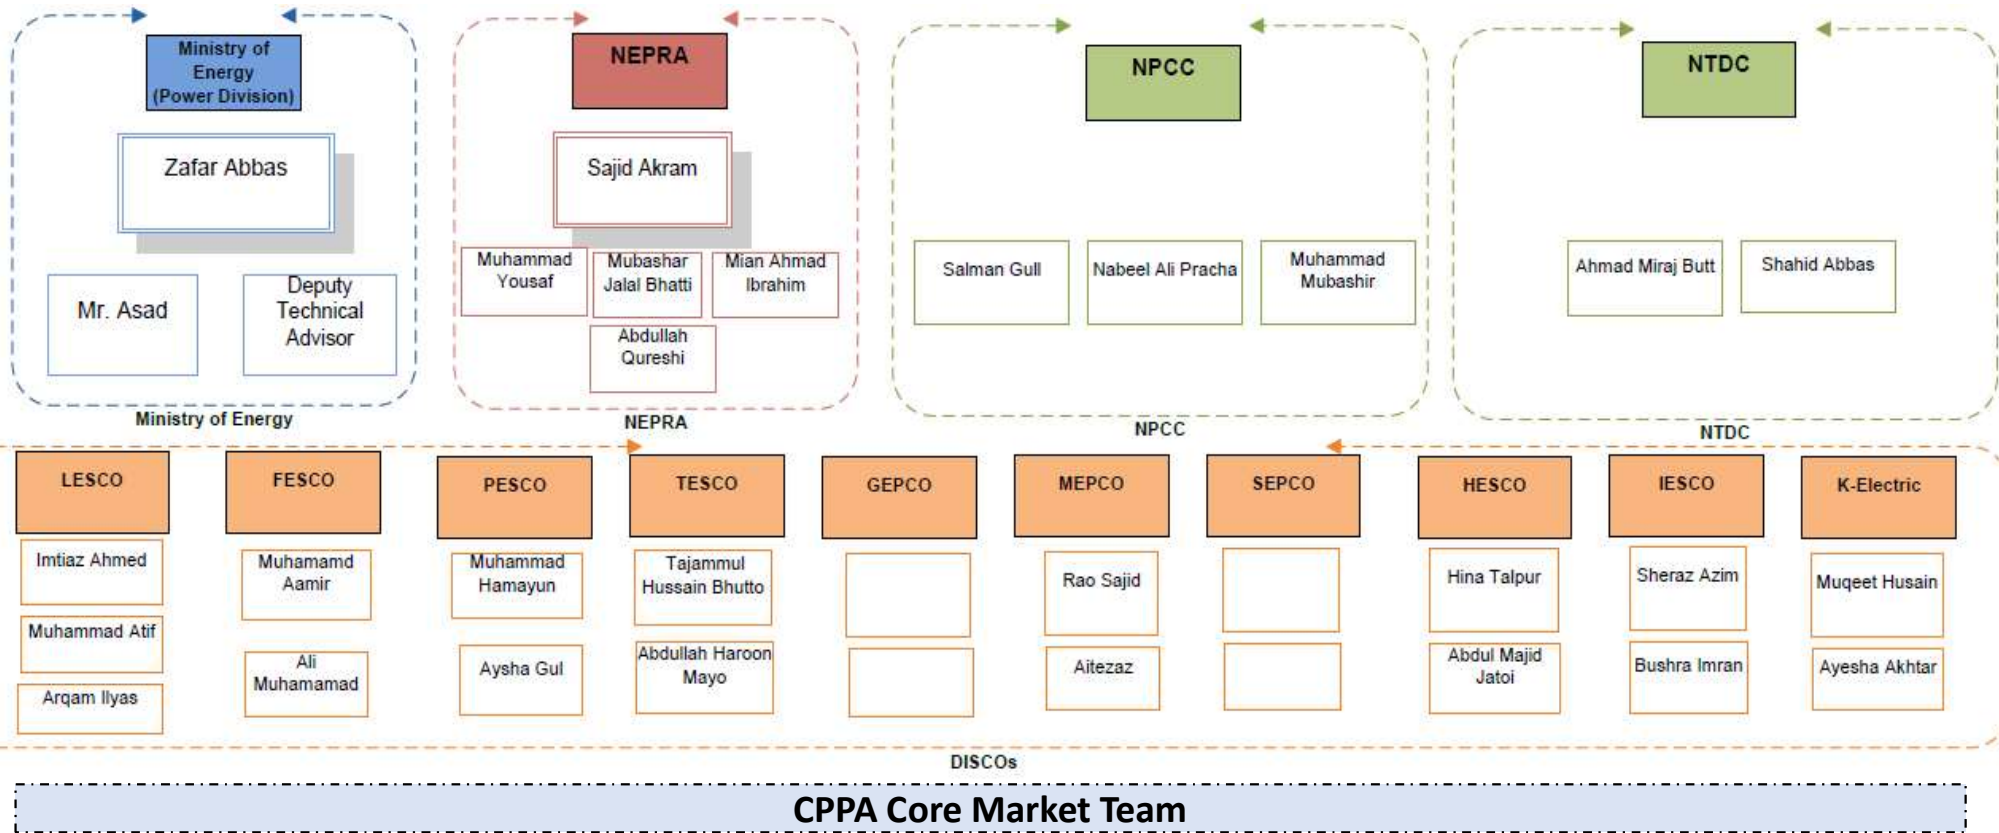 Ministry of
Energy
(Power Division)
Zafar Abbas
Mr. Asad
Deputy
Technical
Advisor
Ministry of Energy
NEPRA
Sajid Akram
Muhammad
Yousaf
Mubashar
Jalal Bhatti
Mian Ahmad
Ibrahim
Abdullah
Qureshi
NEPRA
NPCC
Salman Gull
Nabeel Ali Pracha
Muhammad
Mubashir
NPCC
NTDC
Ahmad Miraj Butt
Shahid Abbas
NTDC
LESCO
Imtiaz Ahmed
Muhammad Atif
Arqam Ilyas
FESCO
Muhamamd
Aamir
Ali
Muhamamad
PESCO
Muhammad
Hamayun
Aysha Gul
TESCO
Tajammul
Hussain Bhutto
Abdullah Haroon
Mayo
GEPCO
MEPCO
Rao Sajid
Aitezaz
SEPCO
HESCO
Hina Talpur
Abdul Majid
Jatoi
IESCO
Sheraz Azim
Bushra Imran
K-Electric
Muqeet Husain
Ayesha Akhtar
DISCOs
CPPA Core Market Team